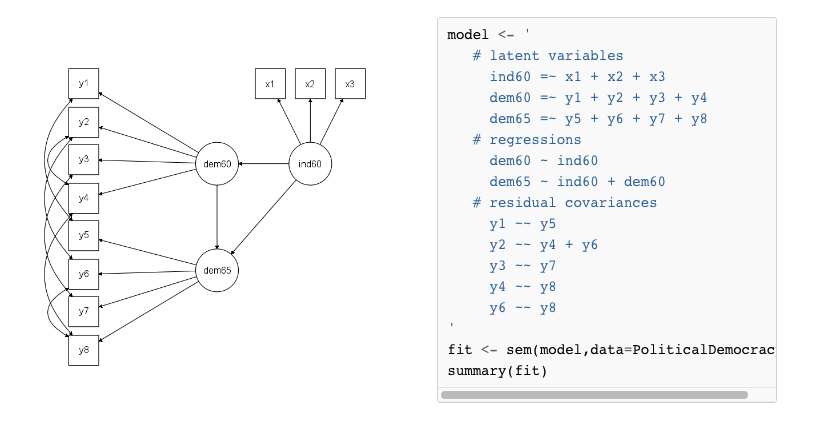 y1
y2
y3
y4
y5
y6
y7
y8
x1
x2
x3
dem60
ind60
dem65
model <- '
# latent variables
ind60 =~ x1 + x2 + x3
dem60 =~ y1 + y2 + y3 + y4
dem65 =~ y5 + y6 + y7 + y8
# regressions
dem60 ~ ind60
dem65 ~ ind60 + dem60
# residual covariances
y1 ~~ y5
y2 ~~ y4 + y6
y3 ~~ y7
y4 ~~ y8
y6 ~~ y8
'
fit <- sem(model,data=PoliticalDemocrac
summary(fit)